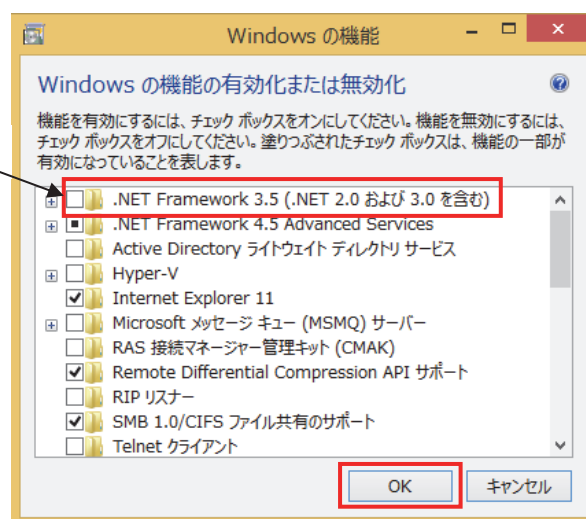 Windows の機能
Windows の機能の有効化または無効化
機能を有効にするには、チェック ボックスをオンにしてください。機能を無効にするには、
チェック ボックスをオフにしてください。塗りつぶされたチェック ボックスは、機能の一部が
有効になっていることを表します。
.NET Framework 3.5 (.NET 2.0 および 3.0 を含む)
.NET Framework 4.5 Advanced Services
Active Directory ライトウェイト ディレクトリ サービス
Hyper-V
Internet Explorer 11
Microsoft メッセージ キュー (MSMQ) サーバー
RAS 接続マネージャー管理キット (CMAK)
Remote Differential Compression API サポート
RIP リスナー
SMB 1.0/CIFS ファイル共有のサポート
Telnet クライアント
OK
キャンセル